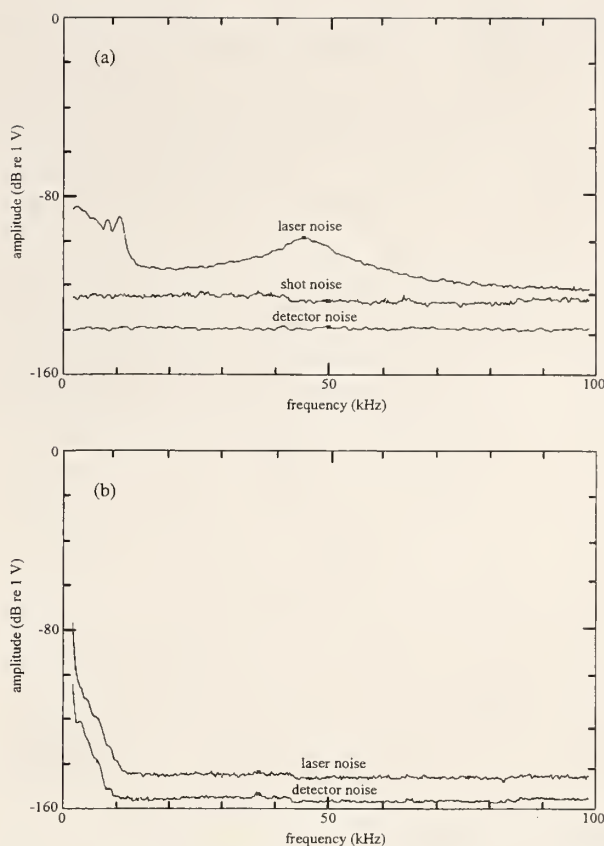 0
(a)
amplitude (dB re 1 V)
-80
laser noise
shot noise
detector noise
-160
0
50
100
frequency (kHz)
0
(b)
amplitude (dB re 1 V)
-80
laser noise
detector noise
-160
0
50
100
frequency (kHz)